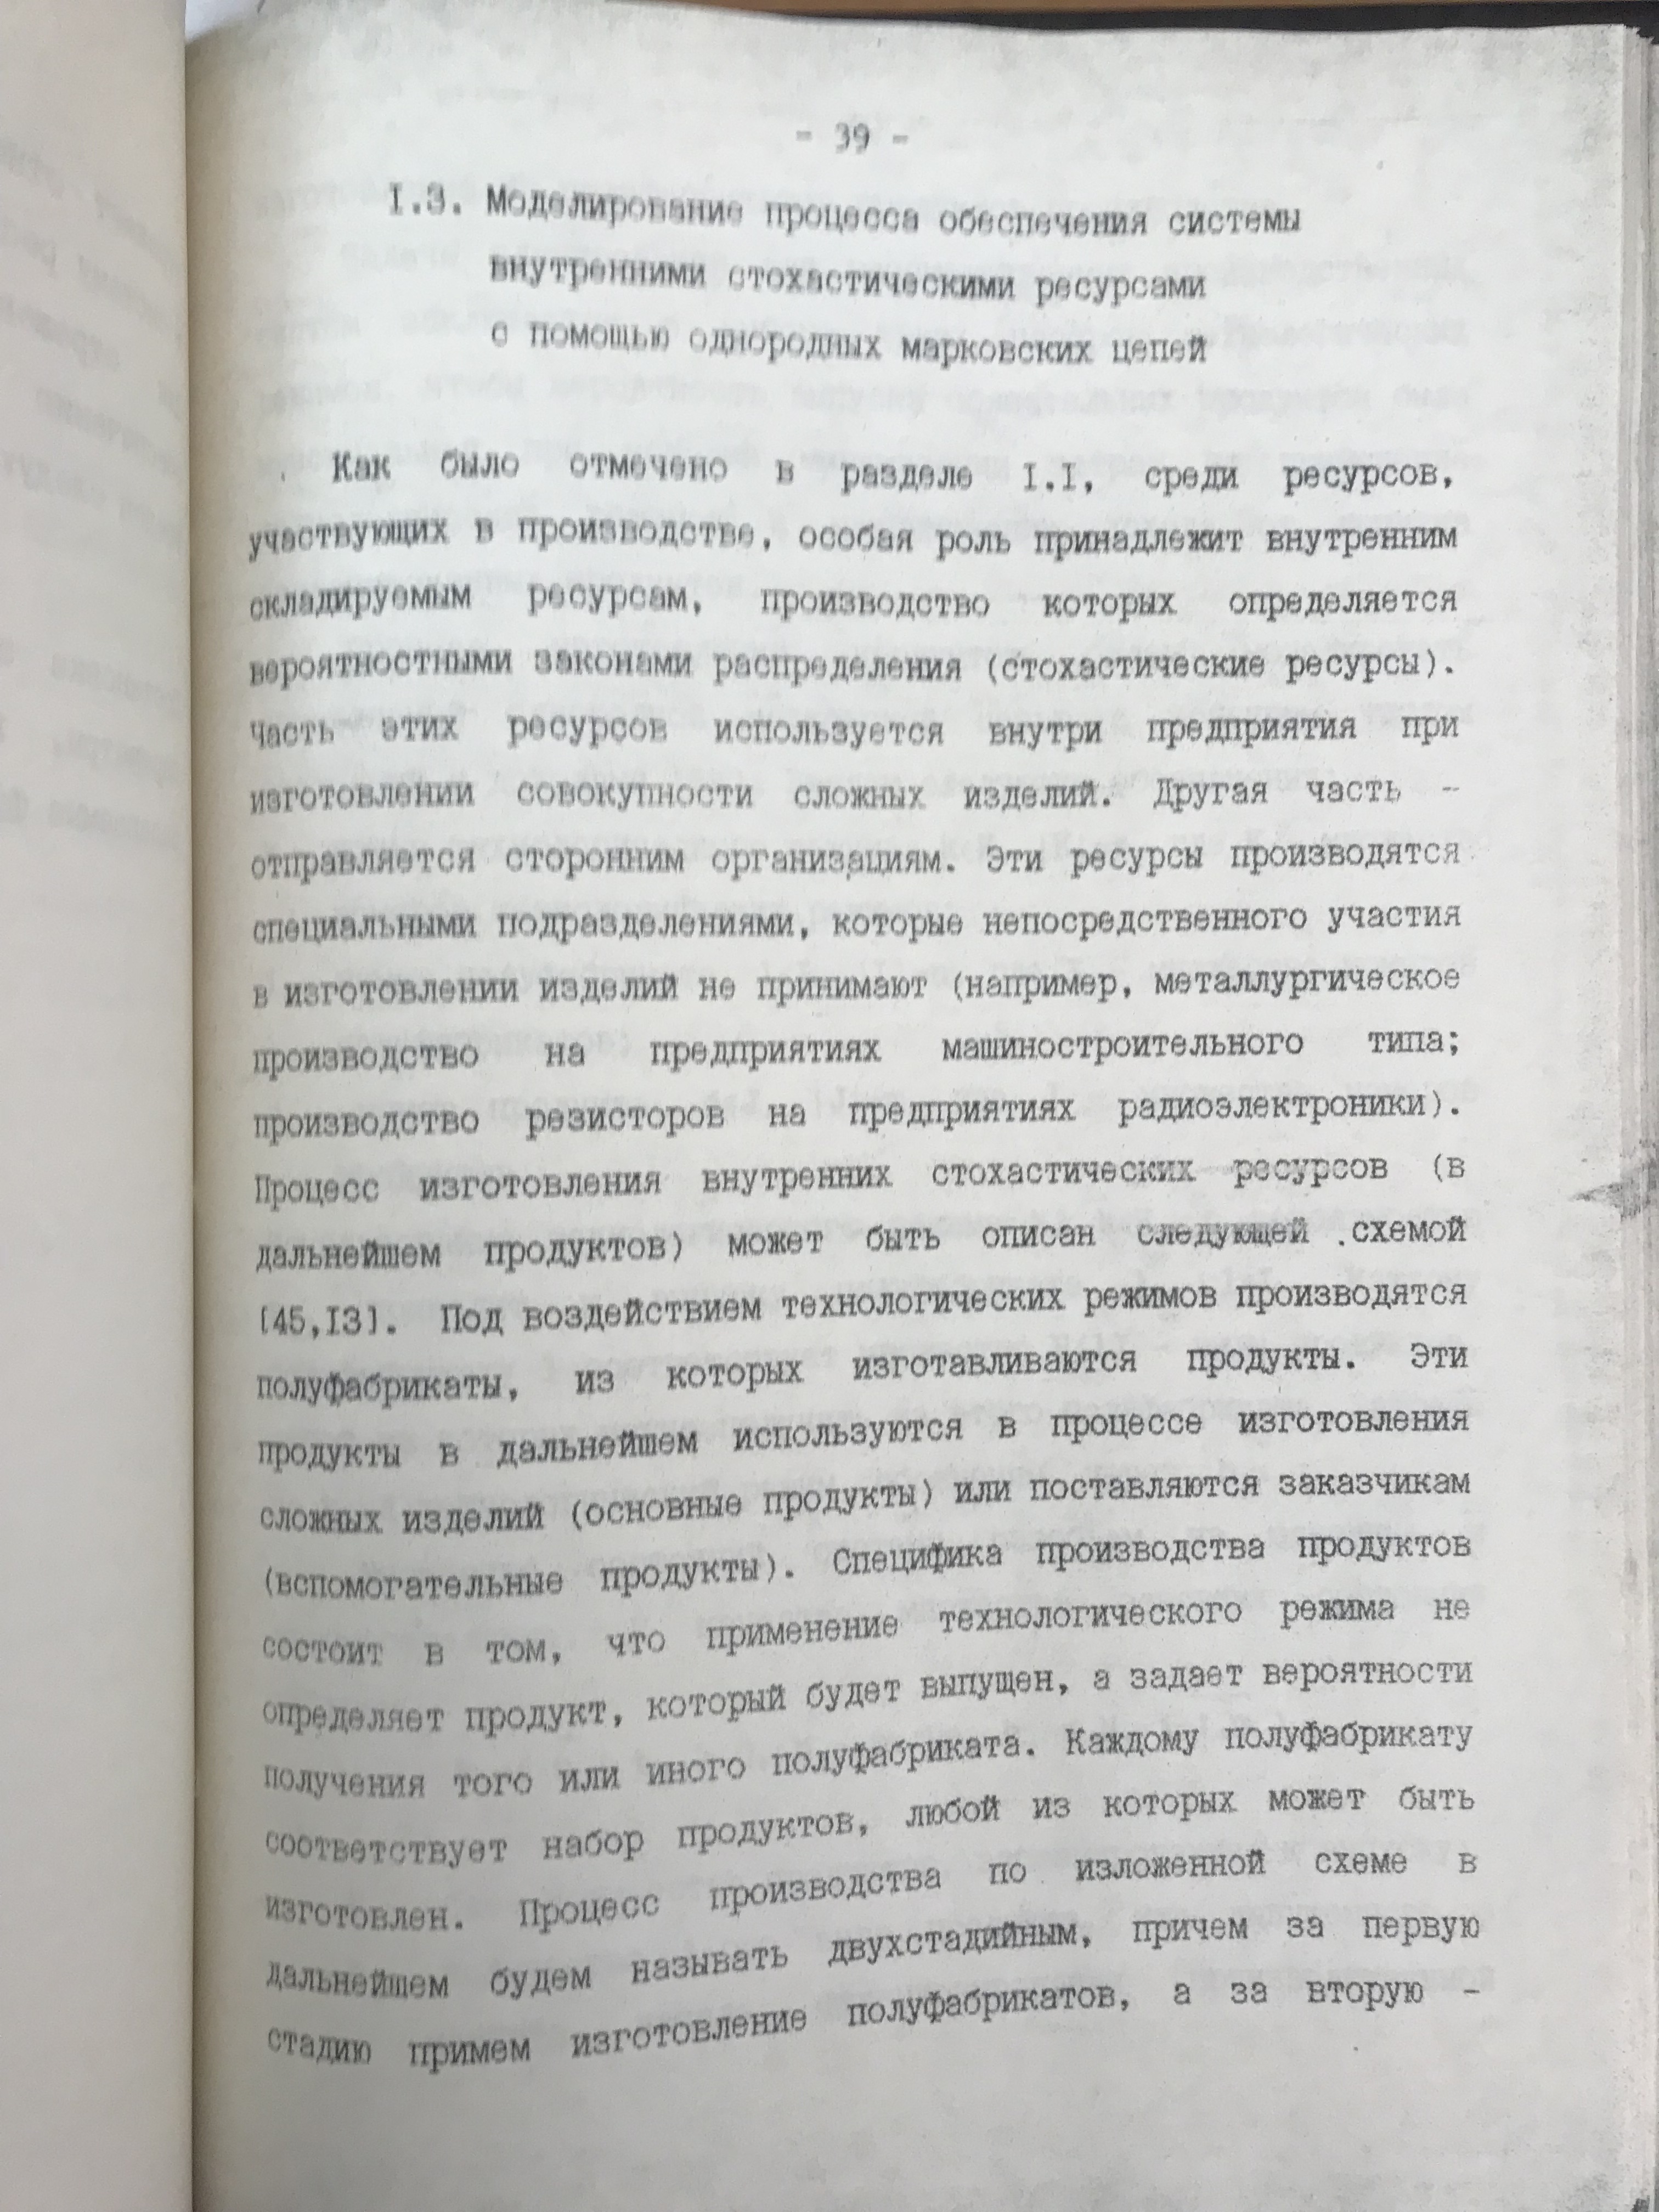 - 39 -
I.3. Моделирование процесса обеспечения системы
внутренними стохастическими ресурсами
с помощью однородных марковских цепей
Как было отмечено в разделе I.I, среди ресурсов,
участвующих в производстве, особая роль принадлежит внутренним
складируемым ресурсам, производство которых определяется
вероятностными законами распределения (стохастические ресурсы).
Часть этих ресурсов используется внутри предприятия при
изготовлении совокупности сложных изделий. Другая часть -
отправляется сторонним организациям. Эти ресурсы производятся
специальными подразделениями, которые непосредственного участия
в изготовлении изделий не принимают (например, металлургическое
производство на предприятиях машиностроительного типа;
производство резисторов на предприятиях радиоэлектроники).
Процесс изготовления внутренних стохастических ресурсов (в
дальнейшем продуктов) может быть описан следующей схемой
[45,I3]. Под воздействием технологических режимов производятся
полуфабрикаты, из которых изготавливаются продукты. Эти
продукты в дальнейшем используются в процессе изготовления
сложных изделий (основные продукты) или поставляются заказчикам
(вспомогательные продукты). Специфика производства продуктов
состоит в том, что применение технологического режима не
определяет продукт, который будет выпущен, а задает вероятности
получения того или иного полуфабриката. Каждому полуфабрикату
соответствует набор продуктов, любой из которых может быть
изготовлен. Процесс производства по изложенной схеме в
дальнейшем будем называть двухстадийным, причем за первую
стадию примем изготовление полуфабрикатов, а за вторую -